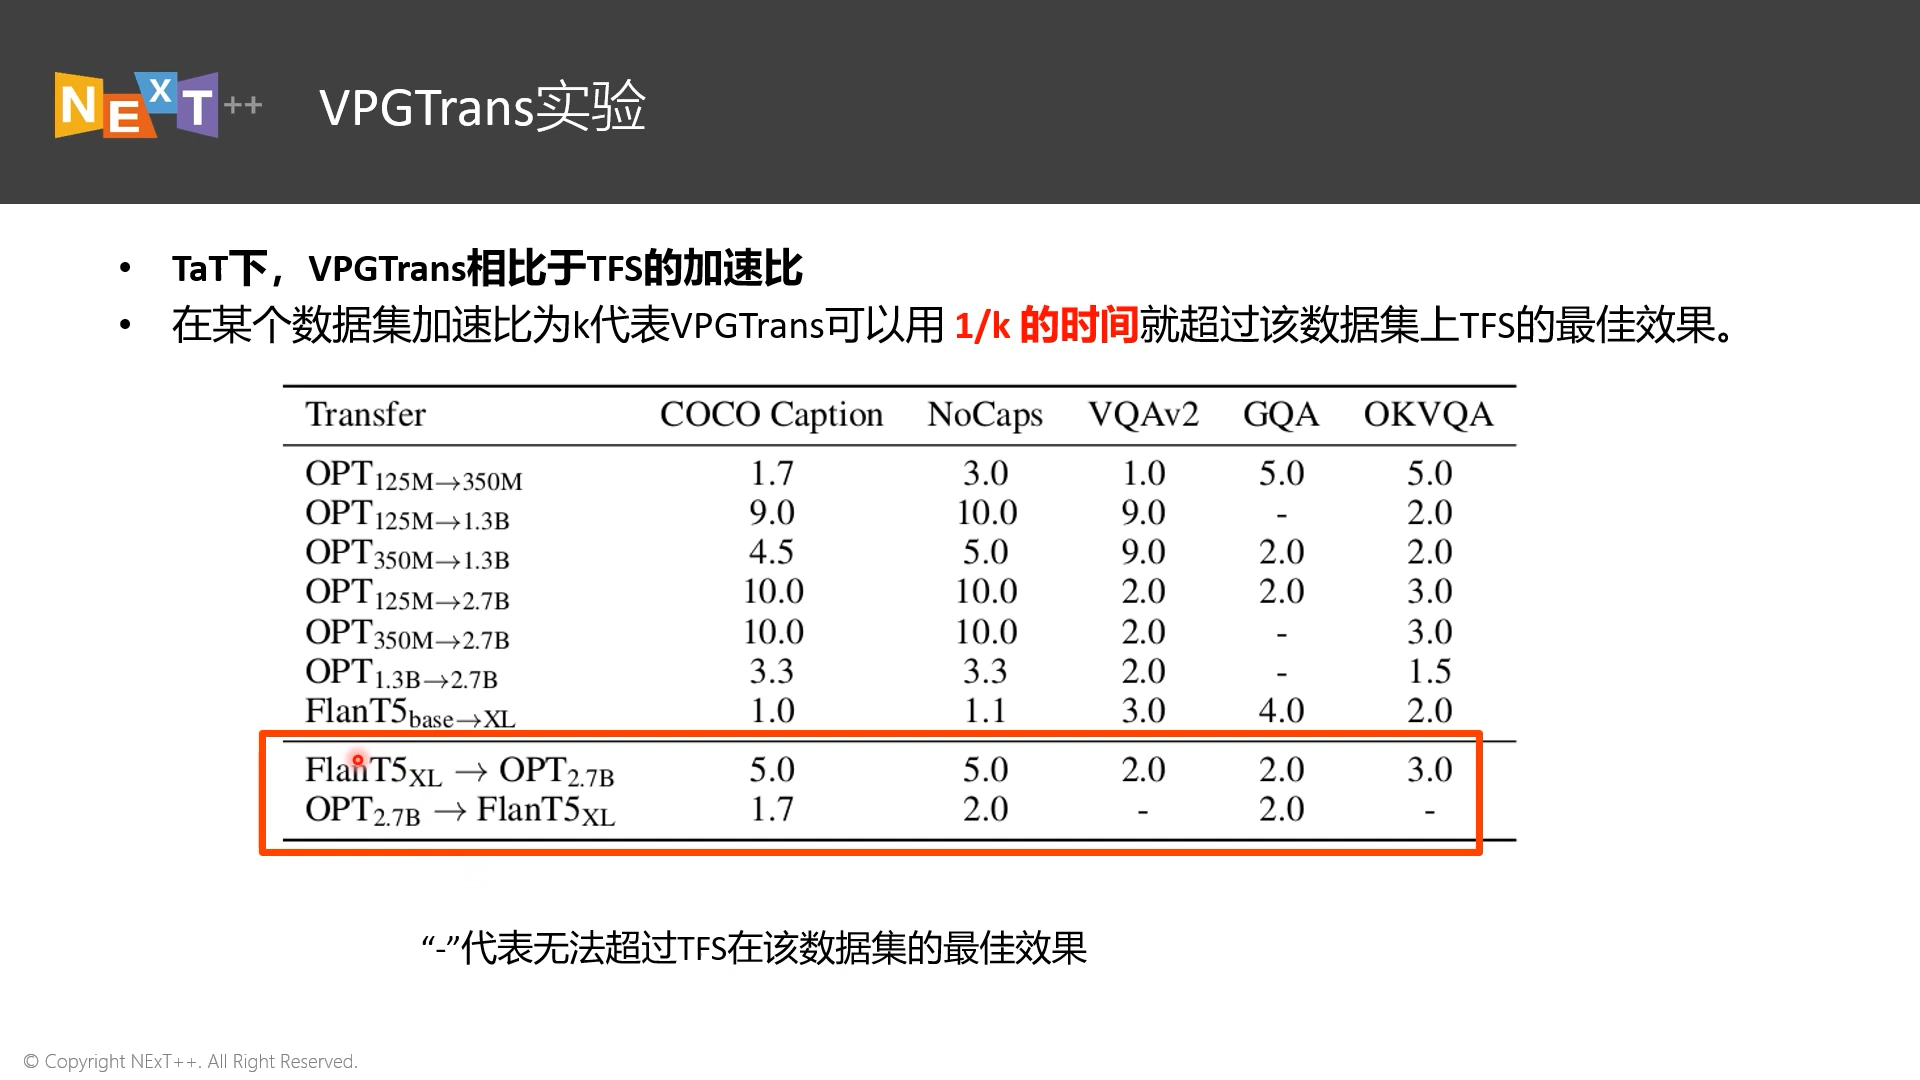 NExT++
VPGTrans实验
• TaT下，VPGTrans相比于TFS的加速比
• 在某个数据集加速比为k代表VPGTrans可以用 1/k 的时间就超过该数据集上TFS的最佳效果。
Transfer COCO Caption NoCaps VQAv2 GQA OKVQA
OPT125M→350M 1.7 3.0 1.0 5.0 5.0
OPT125M→1.3B 9.0 10.0 9.0 - 2.0
OPT350M→1.3B 4.5 5.0 9.0 2.0 2.0
OPT125M→2.7B 10.0 10.0 2.0 2.0 3.0
OPT350M→2.7B 10.0 10.0 2.0 - 3.0
OPT1.3B→2.7B 3.3 3.3 2.0 - 1.5
FlanT5base→XL 1.0 1.1 3.0 4.0 2.0
FlanT5XL → OPT2.7B 5.0 5.0 2.0 2.0 3.0
OPT2.7B → FlanT5XL 1.7 2.0 - 2.0 -
“-”代表无法超过TFS在该数据集的最佳效果
© Copyright NExT++. All Right Reserved.